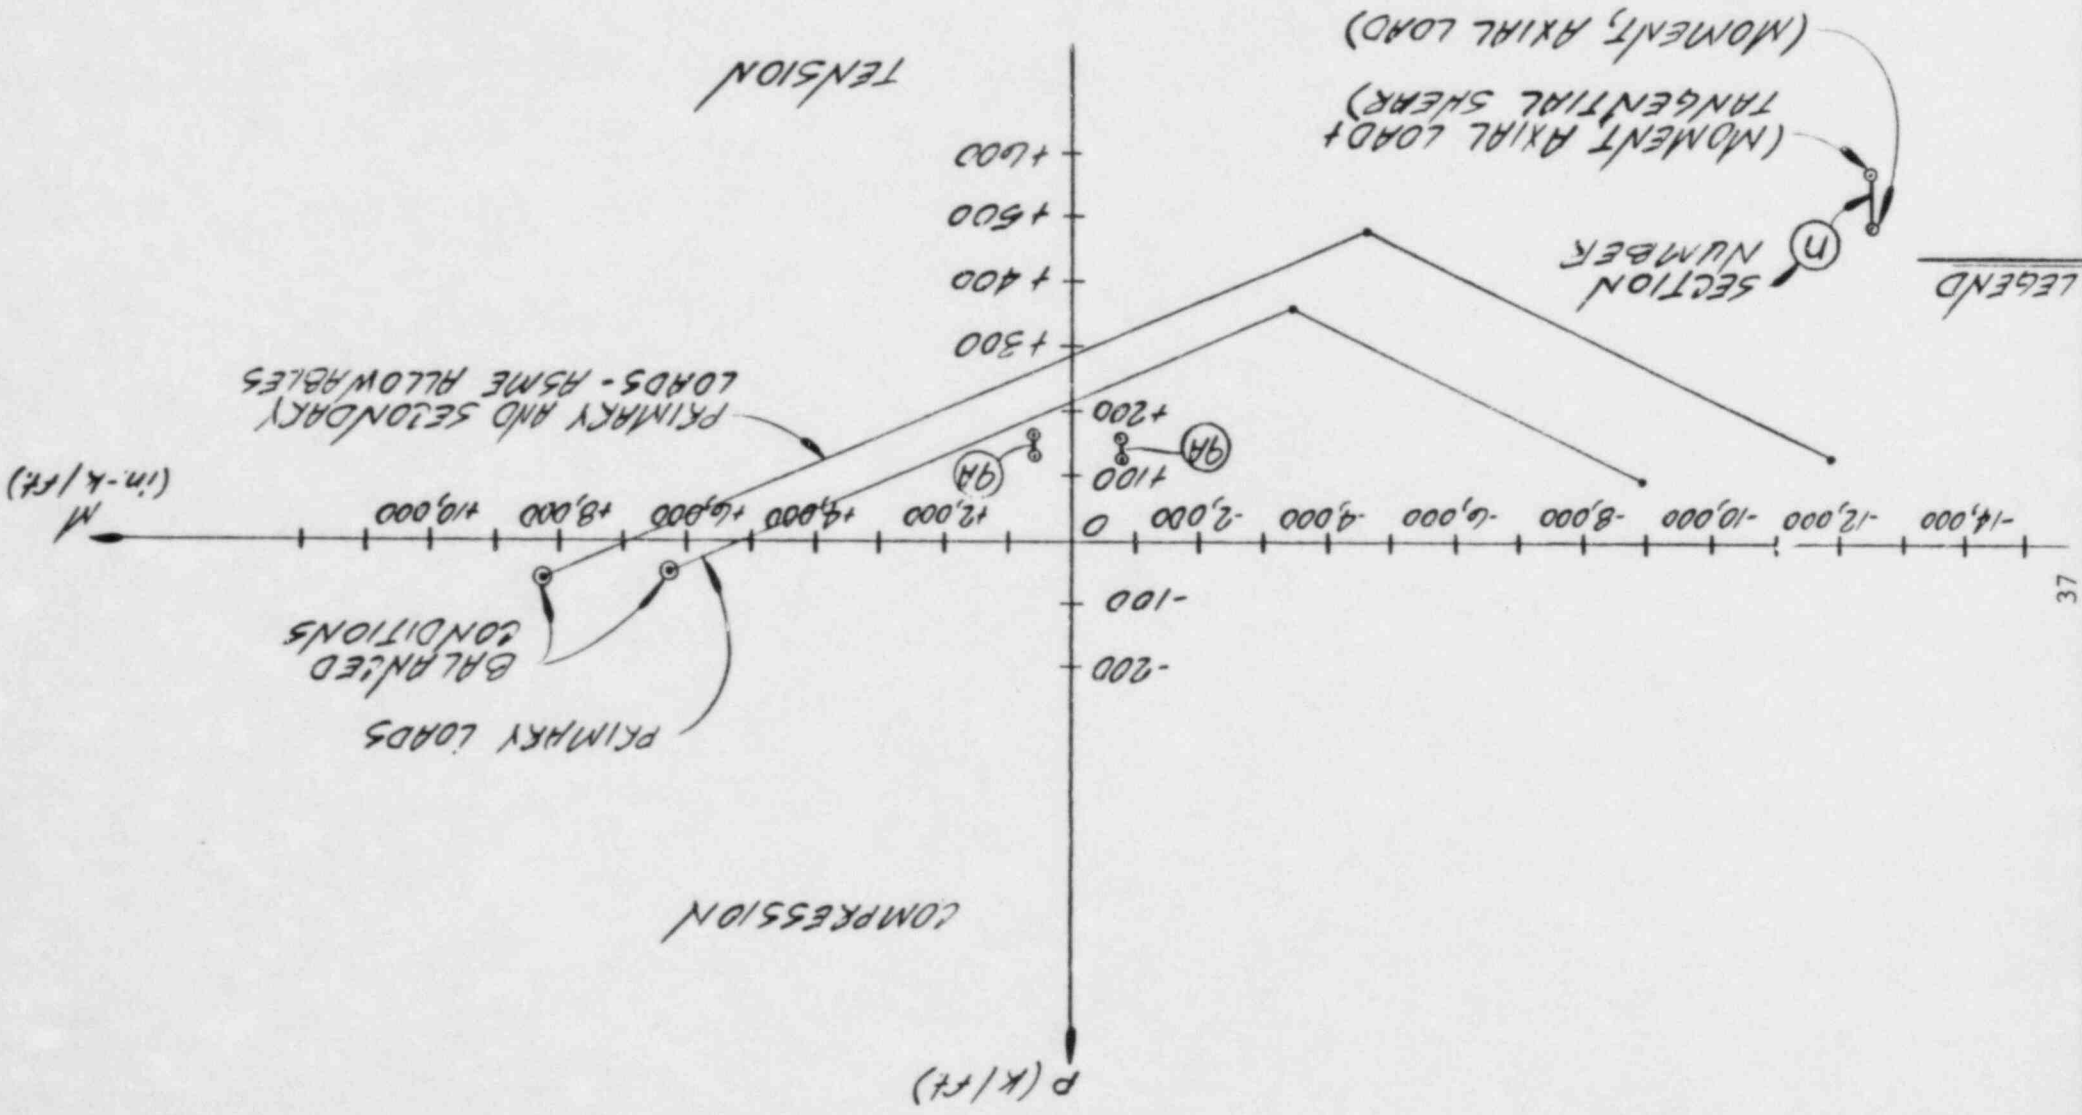 P (K/FT.)
COMPRESSION
PRIMARY LOADS
-200
BALANCED
CONDITIONS
-100
37
-14,000 -12,000 -10,000 -8,000 -6,000 -4,000 -2,000 0 +2,000 +4,000 +6,000 +8,000 +10,000
M
(in.-k/ft.)
+100
9A
9A
+200
PRIMARY AND SECONDARY
LOADS - ASME ALLOWABLES
+300
LEGEND
SECTION
NUMBER
n
+400
+500
+600
(MOMENT, AXIAL LOAD+
TANGENTIAL SHEAR)
(MOMENT, AXIAL LOAD)
TENSION